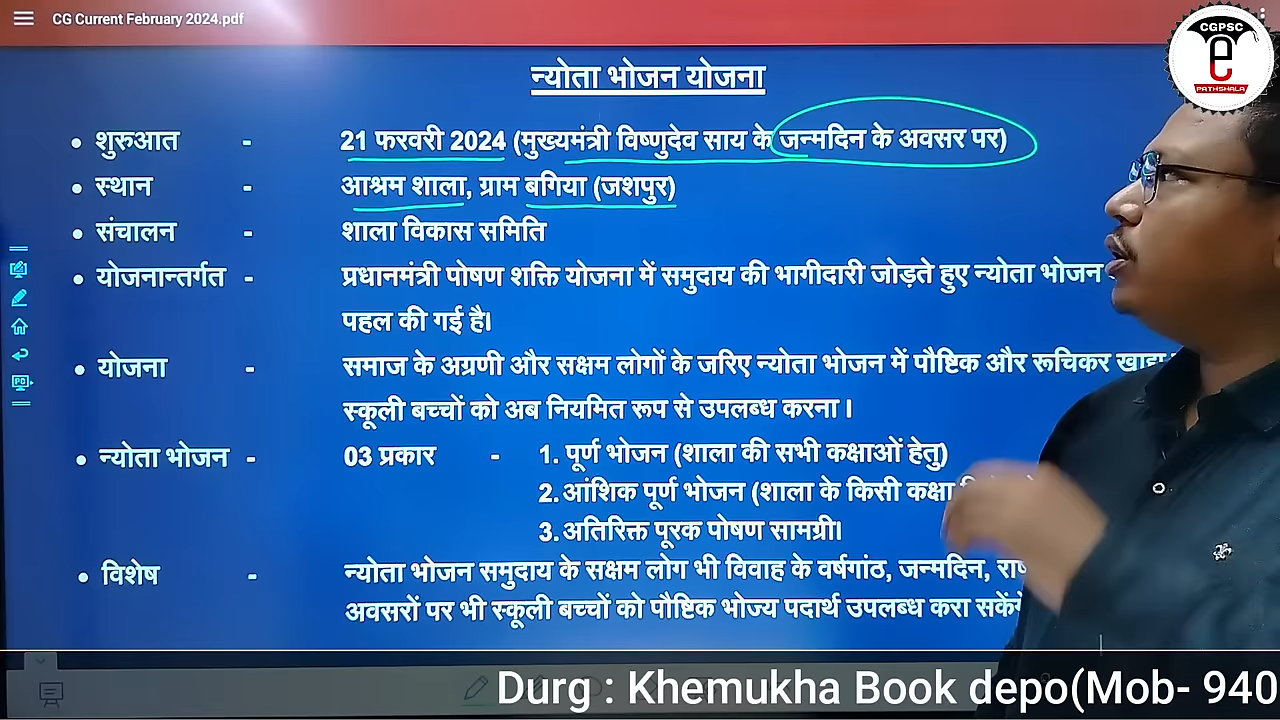 CG Current February 2024.pdf
CGPSC
e
PATHSHALA
न्योता भोजन योजना
• शुरुआत - 21 फरवरी 2024 (मुख्यमंत्री विष्णुदेव साय के जन्मदिन के अवसर पर)
• स्थान - आश्रम शाला, ग्राम बगिया (जशपुर)
• संचालन - शाला विकास समिति
• योजनान्तर्गत - प्रधानमंत्री पोषण शक्ति योजना में समुदाय की भागीदारी जोड़ते हुए न्योता भोजन
पहल की गई है।
• योजना - समाज के अग्रणी और सक्षम लोगों के जरिए न्योता भोजन में पौष्टिक और रूचिकर
स्कूली बच्चों को अब नियमित रूप से उपलब्ध करना ।
• न्योता भोजन - 03 प्रकार - 1. पूर्ण भोजन (शाला की सभी कक्षाओं हेतु)
2. आंशिक पूर्ण भोजन (शाला के किसी कक्षा
3. अतिरिक्त पूरक पोषण सामग्री।
• विशेष - न्योता भोजन समुदाय के सक्षम लोग भी विवाह के वर्षगांठ, जन्मदिन,
अवसरों पर भी स्कूली बच्चों को पौष्टिक भोज्य पदार्थ उपलब्ध करा
Durg : Khemukha Book depo(Mob- 940